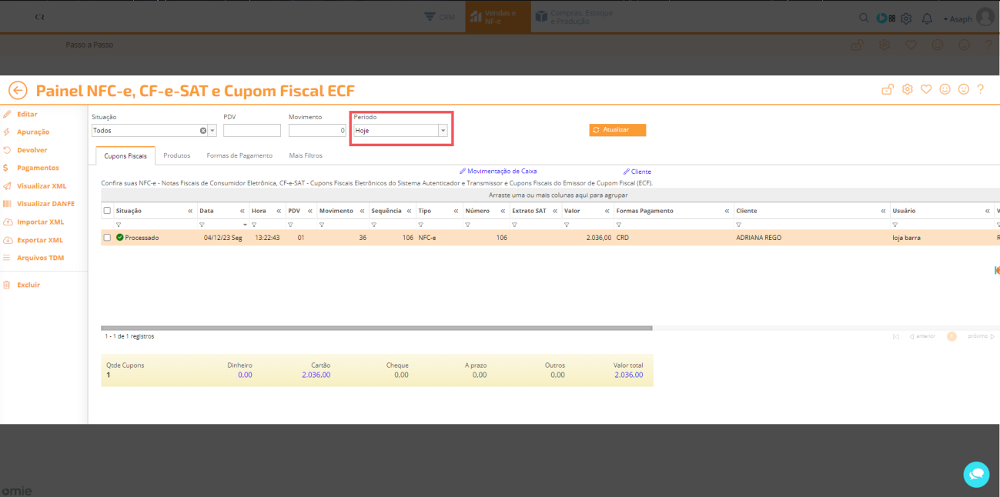 CR
CRM
Vendas e
NF-e
Compras, Estoque
e Produção
Asaph
Passo a Passo
?
Painel NFC-e, CF-e-SAT e Cupom Fiscal ECF
?
Editar
Apuração
Devolver
Pagamentos
Visualizar XML
Visualizar DANFE
Importar XML
Exportar XML
Arquivos TDM
Excluir
Situação PDV Movimento Período
Todos 0 Hoje Atualizar
Cupons Fiscais Produtos Formas de Pagamento Mais Filtros
Movimentação de Caixa Cliente
Confira suas NFC-e - Notas Fiscais de Consumidor Eletrônica, CF-e-SAT - Cupons Fiscais Eletrônicos do Sistema Autenticador e Transmissor e Cupons Fiscais do Emissor de Cupom Fiscal (ECF).
Arraste uma ou mais colunas aqui para agrupar
Situação « Data « Hora « PDV « Movimento « Sequência « Tipo « Número « Extrato SAT « Valor « Formas Pagamento « Cliente « Usuário « V
Processado 04/12/23 Seg 13:22:43 01 36 106 NFC-e 106 2.036,00 CRD ADRIANA REGO loja barra R
1 - 1 de 1 registros
anterior 1 próximo
Qtde Cupons Dinheiro Cartão Cheque A prazo Outros Valor total
1 0,00 2.036,00 0,00 0,00 0,00 2.036,00
omie